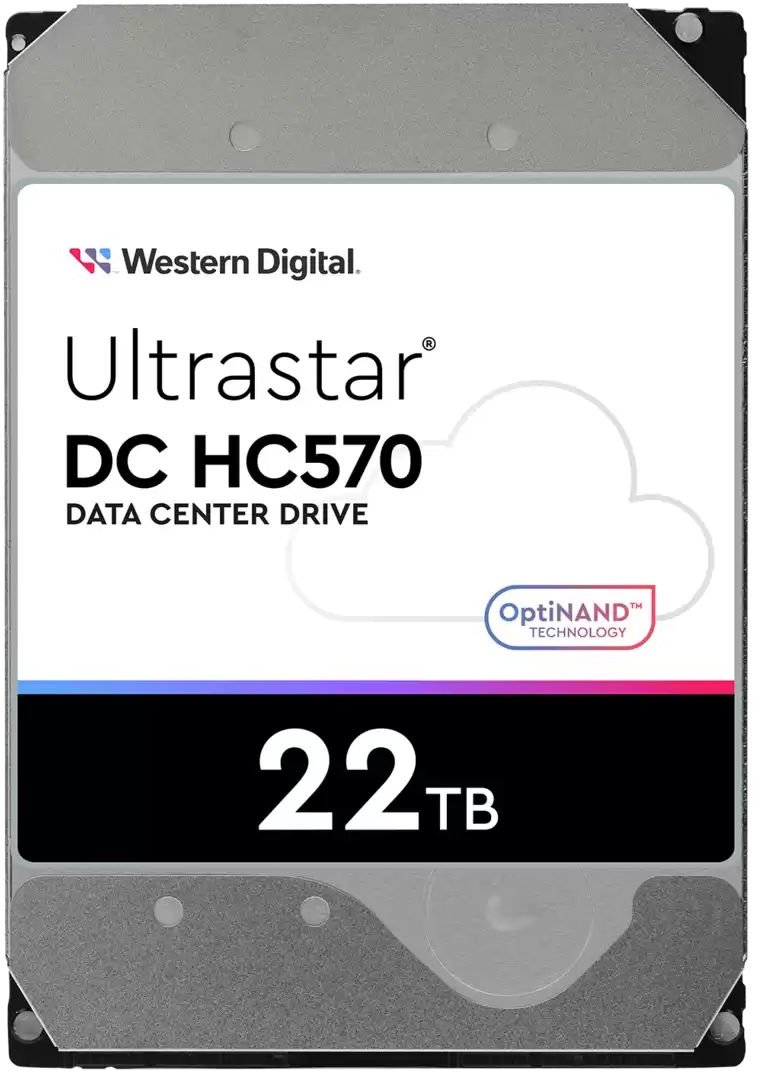 Western Digital.
Ultrastar®
DC HC570
DATA CENTER DRIVE
OptiNAND™
TECHNOLOGY
22TB